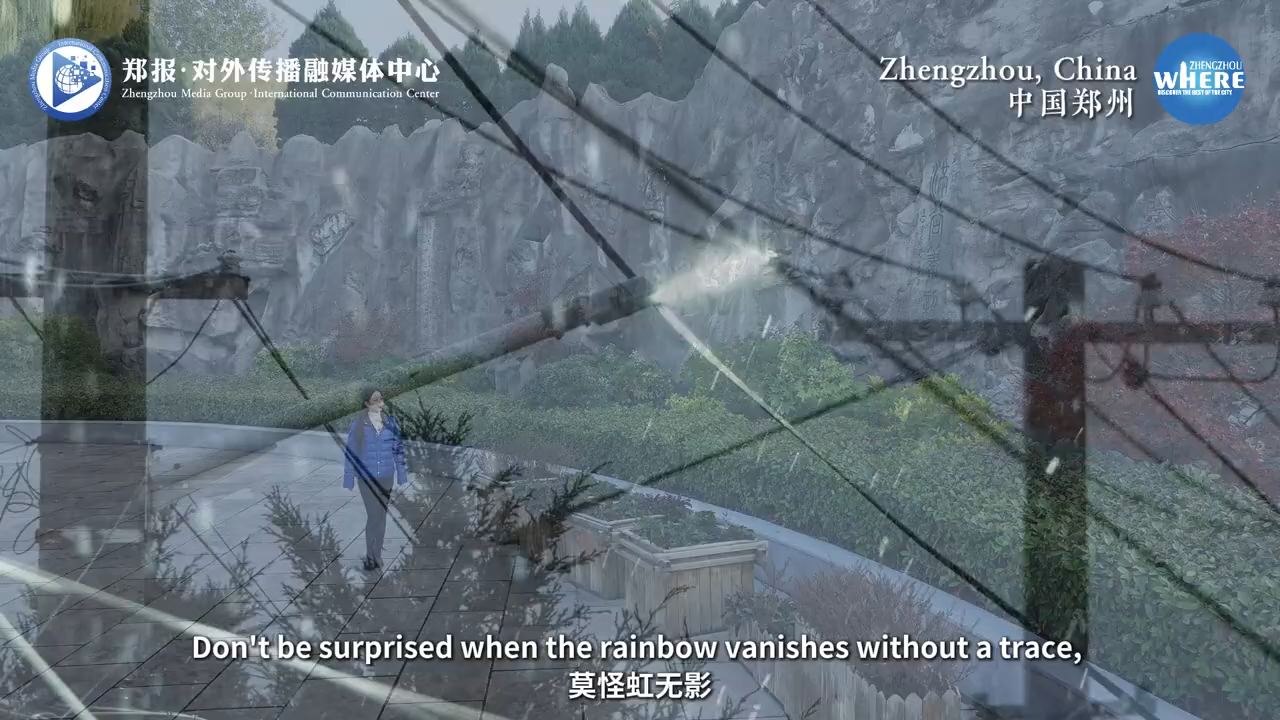 郑报·对外传播融媒体中心
Zhengzhou Media Group·International Communication Center
Zhengzhou, China
中国郑州
ZHENGZHOU
WHERE
DISCOVER THE BEST OF THE CITY
Don't be surprised when the rainbow vanishes without a trace,
莫怪虹无影